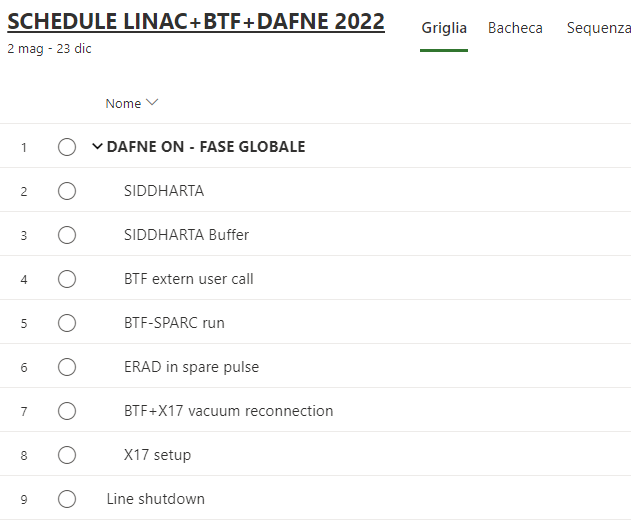 SCHEDULE LINAC+BTF+DAFNE 2022
2 mag - 23 dic
Griglia Bacheca Sequenza
Nome
1 DAFNE ON - FASE GLOBALE
2 SIDDHARTA
3 SIDDHARTA Buffer
4 BTF extern user call
5 BTF-SPARC run
6 ERAD in spare pulse
7 BTF+X17 vacuum reconnection
8 X17 setup
9 Line shutdown